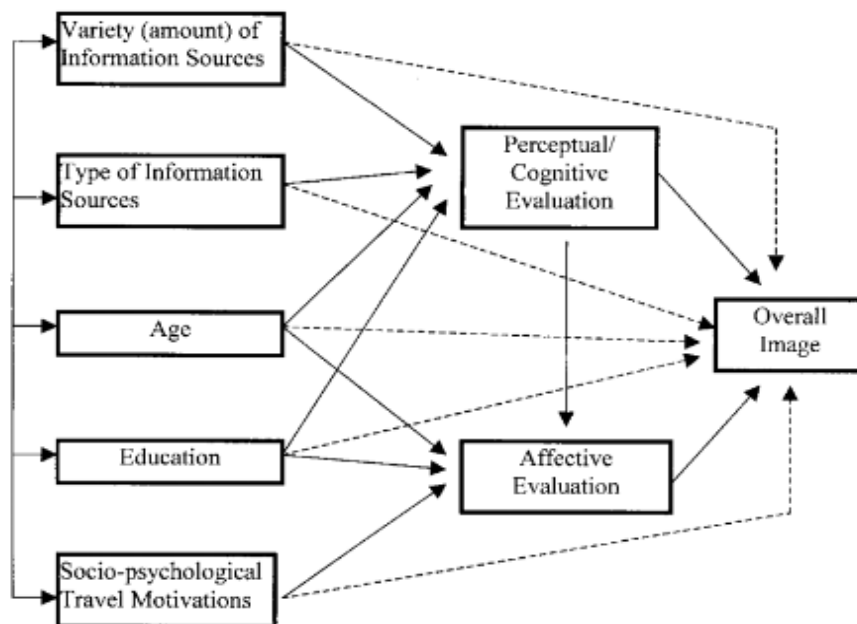 Variety (amount) of
Information Sources
Type of Information
Sources
Perceptual/
Cognitive
Evaluation
Age
Overall
Image
Education
Affective
Evaluation
Socio-psychological
Travel Motivations